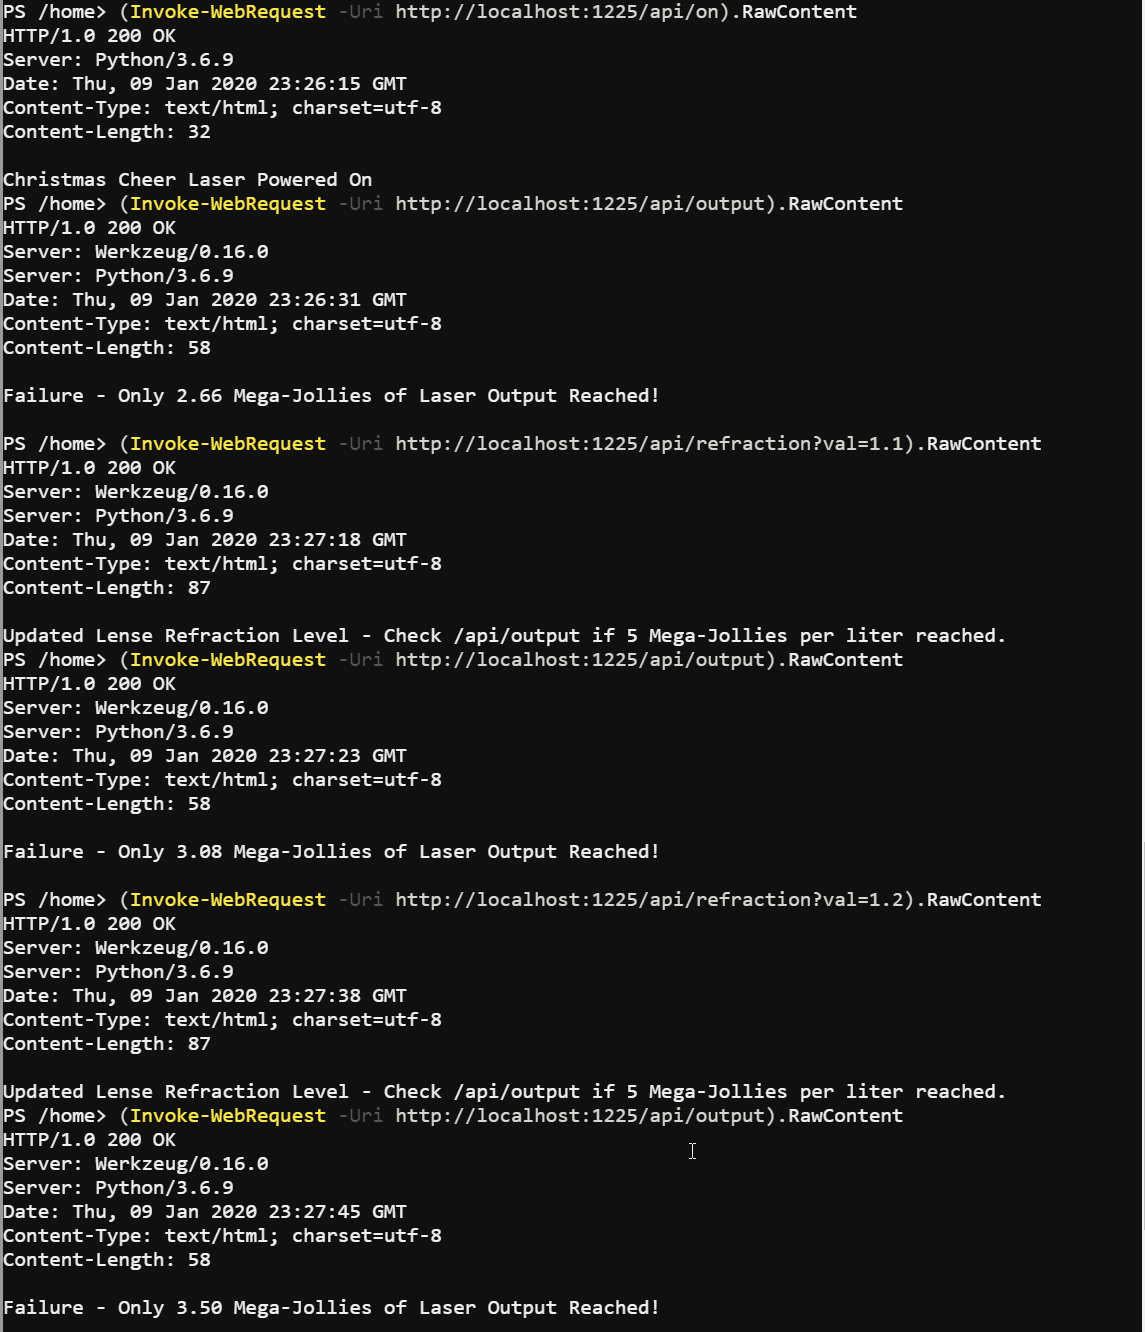 PS /home> (Invoke-WebRequest -Uri http://localhost:1225/api/on).RawContent
HTTP/1.0 200 OK
Server: Python/3.6.9
Date: Thu, 09 Jan 2020 23:26:15 GMT
Content-Type: text/html; charset=utf-8
Content-Length: 32

Christmas Cheer Laser Powered On
PS /home> (Invoke-WebRequest -Uri http://localhost:1225/api/output).RawContent
HTTP/1.0 200 OK
Server: Werkzeug/0.16.0
Server: Python/3.6.9
Date: Thu, 09 Jan 2020 23:26:31 GMT
Content-Type: text/html; charset=utf-8
Content-Length: 58

Failure - Only 2.66 Mega-Jollies of Laser Output Reached!

PS /home> (Invoke-WebRequest -Uri http://localhost:1225/api/refraction?val=1.1).RawContent
HTTP/1.0 200 OK
Server: Werkzeug/0.16.0
Server: Python/3.6.9
Date: Thu, 09 Jan 2020 23:27:18 GMT
Content-Type: text/html; charset=utf-8
Content-Length: 87

Updated Lense Refraction Level - Check /api/output if 5 Mega-Jollies per liter reached.
PS /home> (Invoke-WebRequest -Uri http://localhost:1225/api/output).RawContent
HTTP/1.0 200 OK
Server: Werkzeug/0.16.0
Server: Python/3.6.9
Date: Thu, 09 Jan 2020 23:27:23 GMT
Content-Type: text/html; charset=utf-8
Content-Length: 58

Failure - Only 3.08 Mega-Jollies of Laser Output Reached!

PS /home> (Invoke-WebRequest -Uri http://localhost:1225/api/refraction?val=1.2).RawContent
HTTP/1.0 200 OK
Server: Werkzeug/0.16.0
Server: Python/3.6.9
Date: Thu, 09 Jan 2020 23:27:38 GMT
Content-Type: text/html; charset=utf-8
Content-Length: 87

Updated Lense Refraction Level - Check /api/output if 5 Mega-Jollies per liter reached.
PS /home> (Invoke-WebRequest -Uri http://localhost:1225/api/output).RawContent
HTTP/1.0 200 OK
Server: Werkzeug/0.16.0
Server: Python/3.6.9
Date: Thu, 09 Jan 2020 23:27:45 GMT
Content-Type: text/html; charset=utf-8
Content-Length: 58

Failure - Only 3.50 Mega-Jollies of Laser Output Reached!